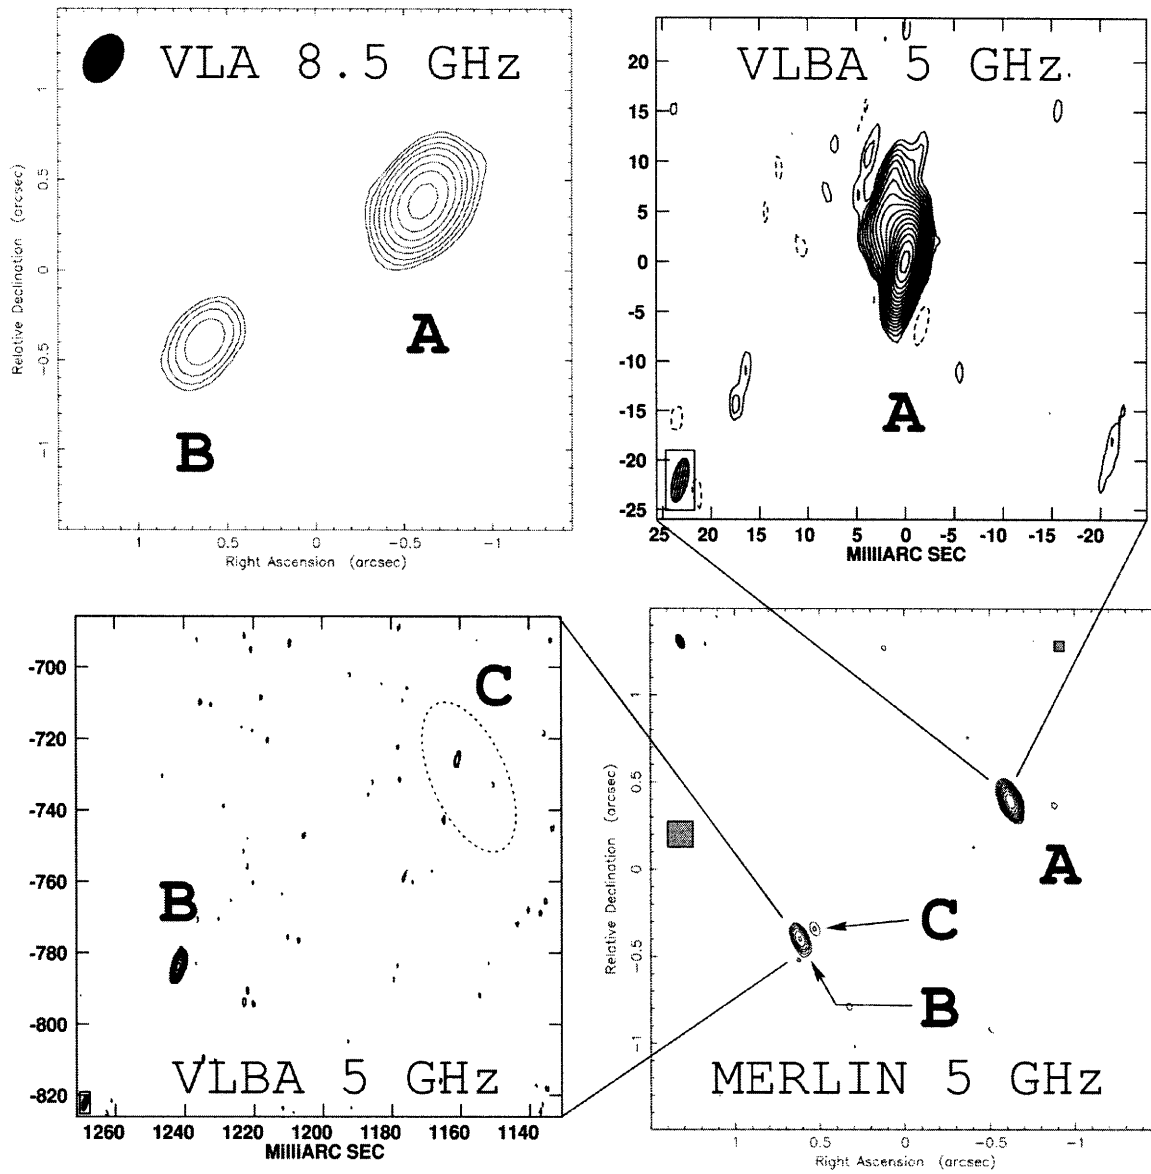 VLA 8.5 GHz
1
0.5
0
-0.5
-1
Relative Declination (arcsec)
A
B
1 0.5 0 -0.5 -1
Right Ascension (arcsec)
VLBA 5 GHz
20
15
10
5
0
-5
-10
-15
-20
-25
A
25 20 15 10 5 0 -5 -10 -15 -20
MilliARC SEC
-700
-720
-740
-760
-780
-800
-820
C
B
VLBA 5 GHz
1260 1240 1220 1200 1180 1160 1140
MilliARC SEC
1
0.5
0
-0.5
-1
Relative Declination (arcsec)
A
C
B
MERLIN 5 GHz
1 0.5 0 -0.5 -1
Right Ascension (arcsec)